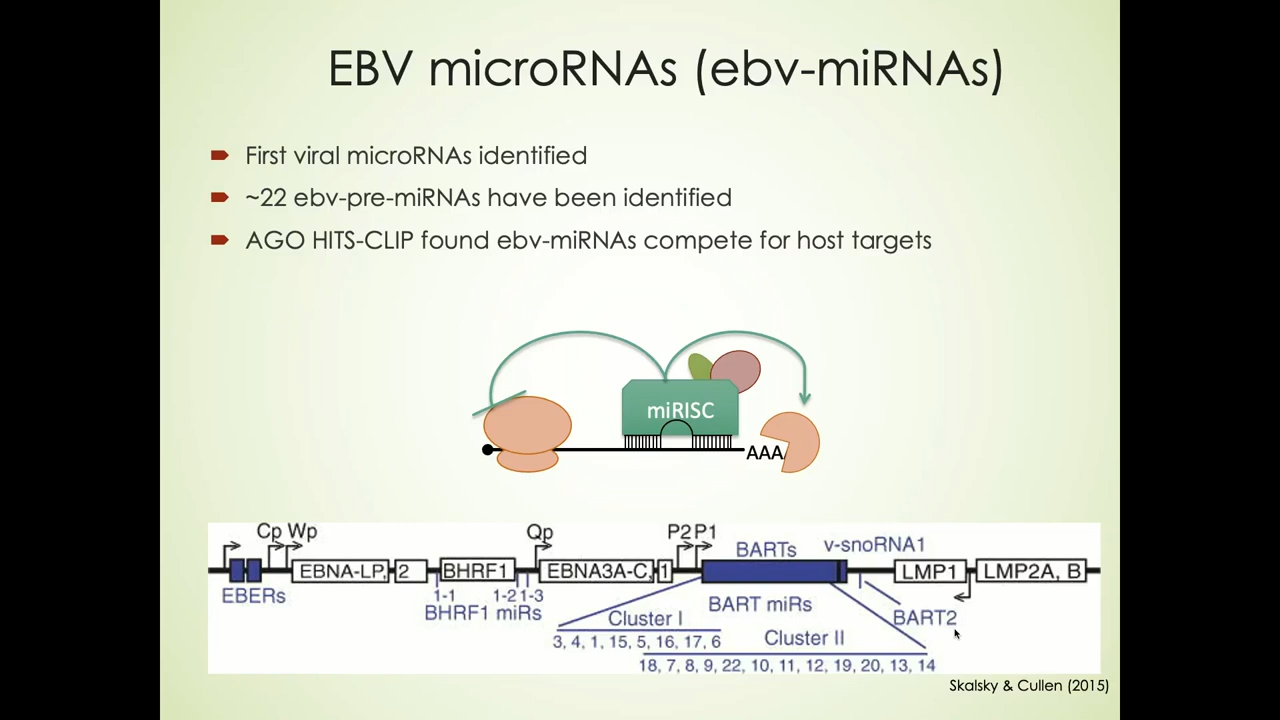 EBV microRNAs (ebv-miRNAs)
First viral microRNAs identified
~22 ebv-pre-miRNAs have been identified
AGO HITS-CLIP found ebv-miRNAs compete for host targets
miRISC
AAA
Cp Wp Qp P2 P1 BARTs v-snoRNA1
EBNA-LP, 2 BHRF1 EBNA3A-C, 1 LMP1 LMP2A, B
EBERs 1-1 1-2 1-3 BART miRs BART2
BHRF1 miRs Cluster I Cluster II
3, 4, 1, 15, 5, 16, 17, 6
18, 7, 8, 9, 22, 10, 11, 12, 19, 20, 13, 14
Skalsky & Cullen (2015)